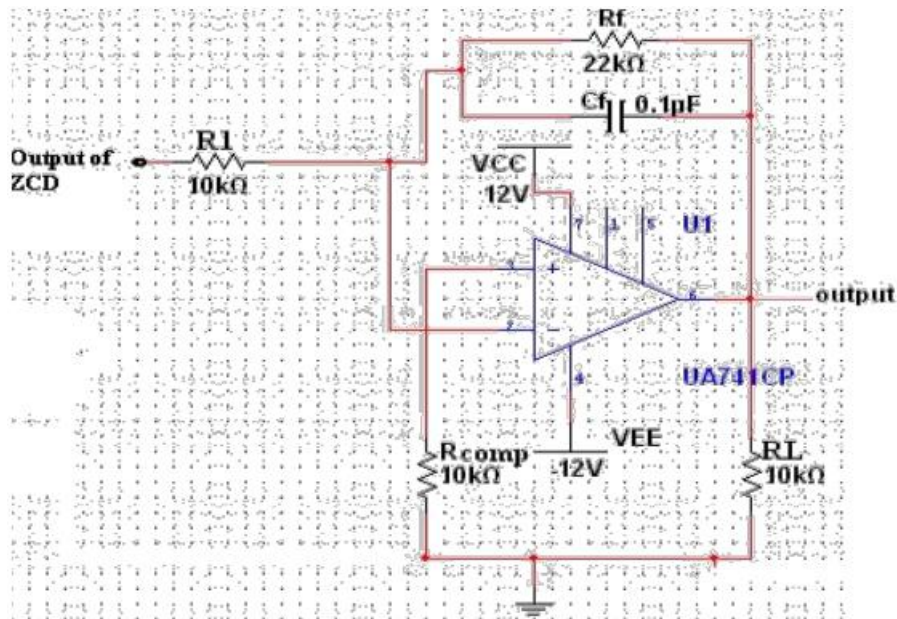 Rf
22kΩ
Cf 0.1pF
Output of
ZCD
R1
10kΩ
VCC
12V
7
1
5
U1
3
+
2
−
6
output
4
UA741CP
VEE
-12V
Rcomp
10kΩ
RL
10kΩ